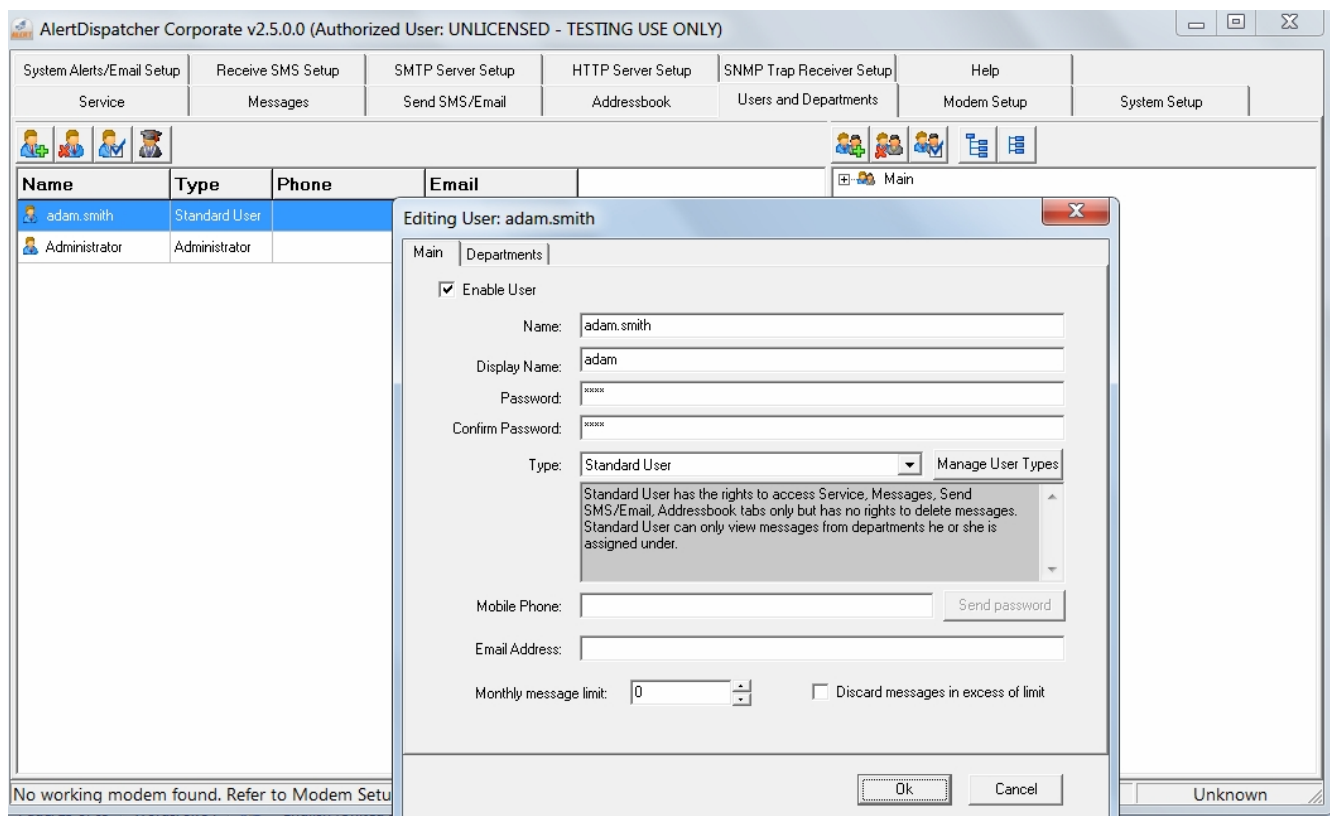 AlertDispatcher Corporate v2.5.0.0 (Authorized User: UNLICENSED - TESTING USE ONLY)
System Alerts/Email Setup
Receive SMS Setup
SMTP Server Setup
HTTP Server Setup
SNMP Trap Receiver Setup
Help
Service
Messages
Send SMS/Email
Addressbook
Users and Departments
Modem Setup
System Setup
Name
Type
Phone
Email
Main
adam.smith
Standard User
Administrator
Administrator
Editing User: adam.smith
Main
Departments
Enable User
Name:
adam.smith
Display Name:
adam
Password:
××××
Confirm Password:
××××
Type:
Standard User
Manage User Types
Standard User has the rights to access Service, Messages, Send
SMS/Email, Addressbook tabs only but has no rights to delete messages.
Standard User can only view messages from departments he or she is
assigned under.
Mobile Phone:
Send password
Email Address:
Monthly message limit:
0
Discard messages in excess of limit
Ok
Cancel
No working modem found. Refer to Modem Setu
Unknown